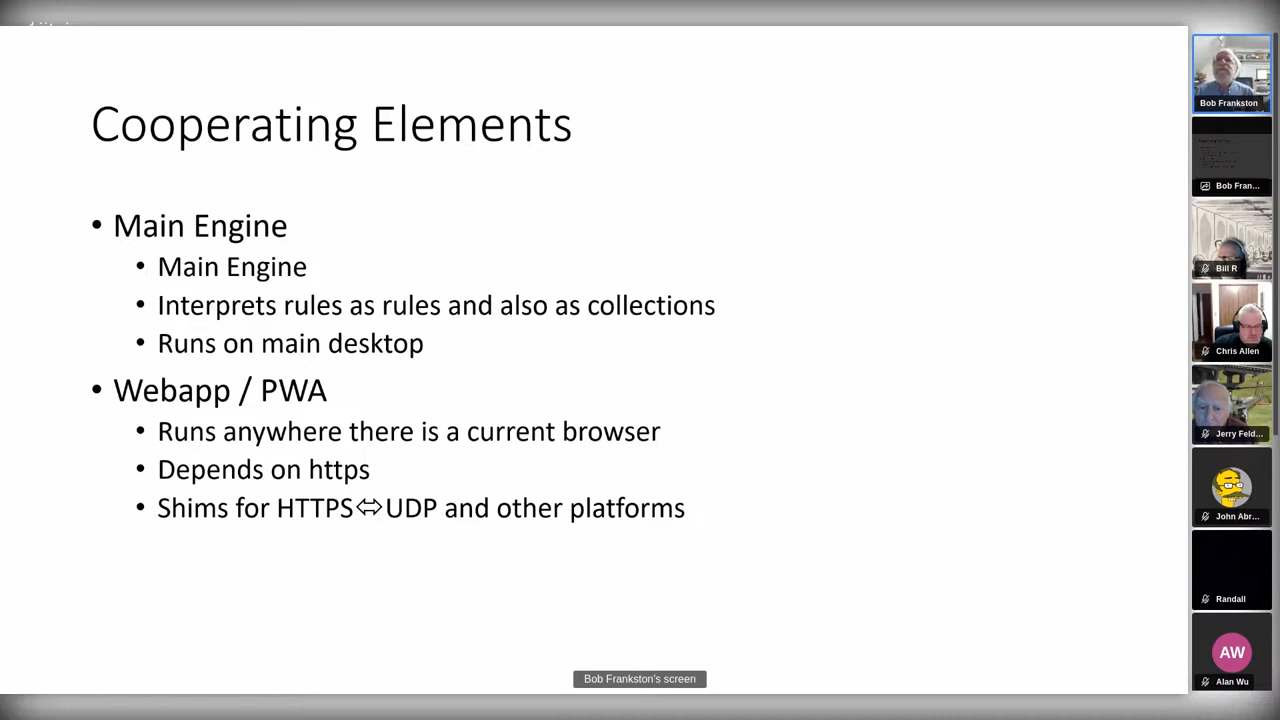 Cooperating Elements
• Main Engine
• Main Engine
• Interprets rules as rules and also as collections
• Runs on main desktop
• Webapp / PWA
• Runs anywhere there is a current browser
• Depends on https
• Shims for HTTPS⇔UDP and other platforms
Bob Frankston's screen
Bob Frankston
Bob Fran...
Bill R
Chris Allen
Jerry Feld...
John Abr...
Randall
AW
Alan Wu